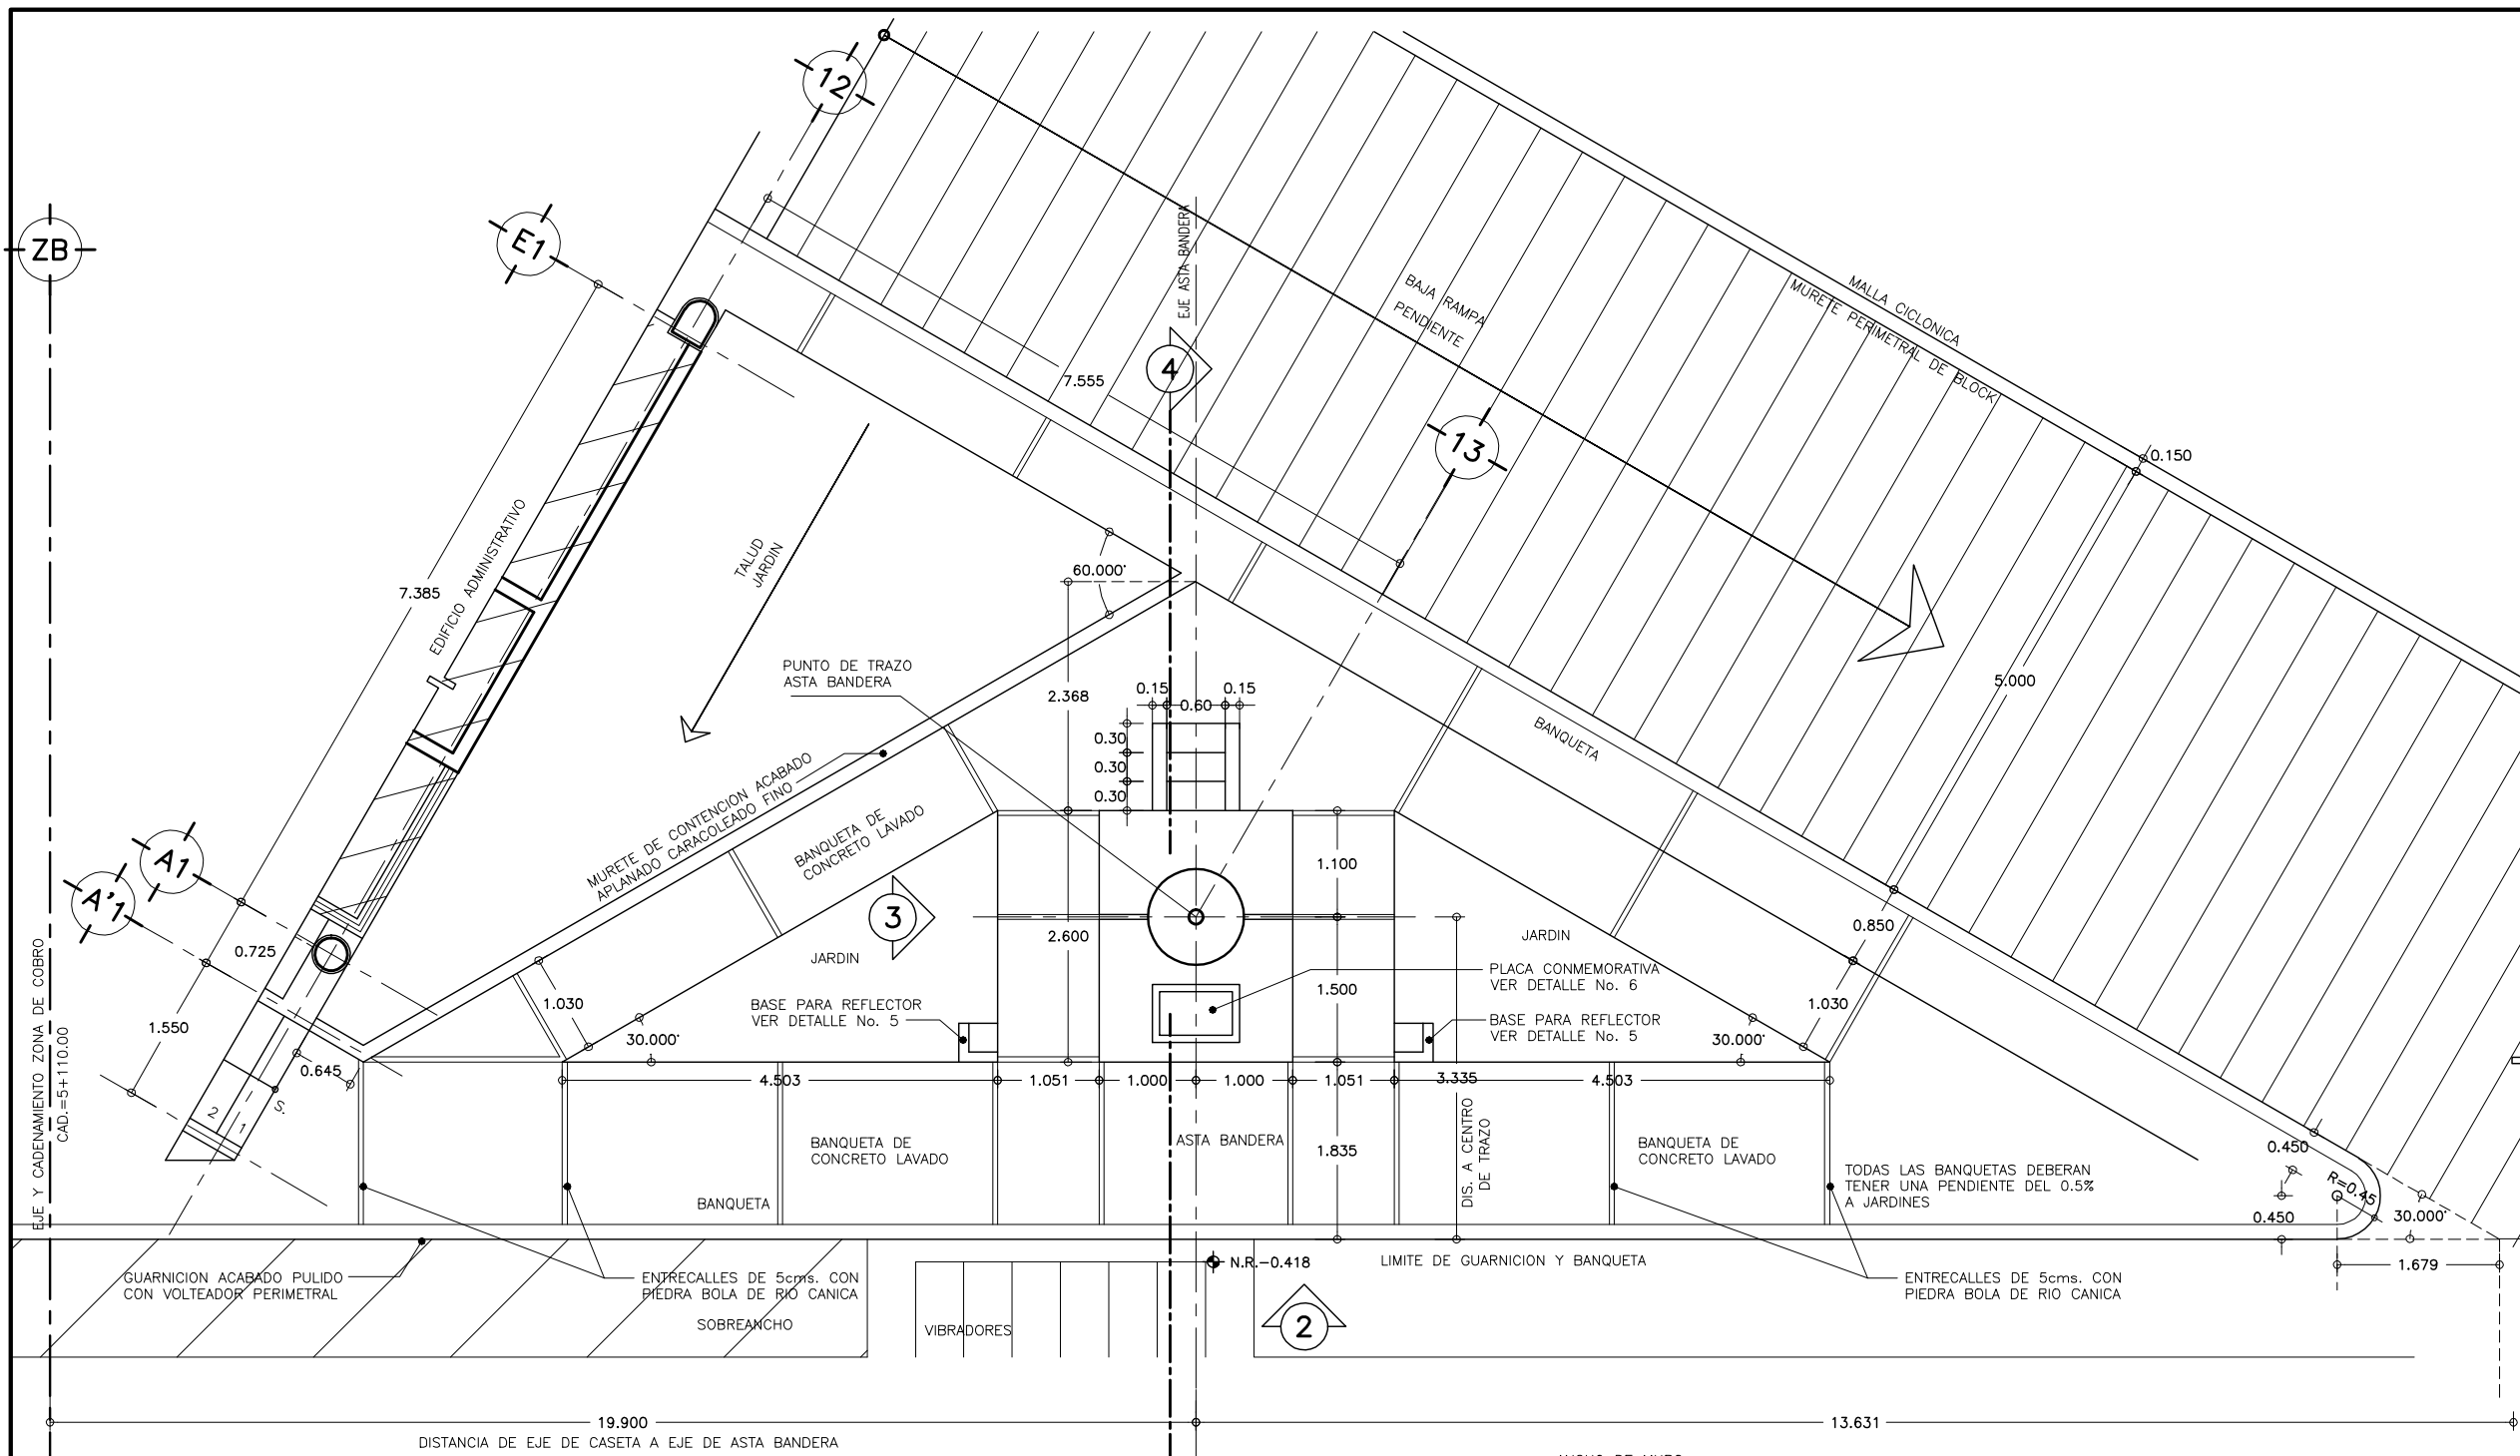 12
E1
ZB
EJE ASTA BANDERA
4
7.555
BAJA RAMPA
PENDIENTE
MALLA CICLONICA
MURETE PERIMETRAL DE BLOCK
13
0.150
EDIFICIO ADMINISTRATIVO
7.385
TALUD
JARDIN
60.000°
PUNTO DE TRAZO
ASTA BANDERA
2.368
0.15
0.60
0.15
0.30
0.30
0.30
5.000
BANQUETA
MURETE DE CONTENCION ACABADO
APLANADO CARACOLEADO FINO
BANQUETA DE
CONCRETO LAVADO
A1
A'1
3
1.100
2.600
0.850
0.725
JARDIN
JARDIN
PLACA CONMEMORATIVA
VER DETALLE No. 6
1.500
1.030
1.030
BASE PARA REFLECTOR
VER DETALLE No. 5
BASE PARA REFLECTOR
VER DETALLE No. 5
1.550
30.000°
30.000°
0.645
4.503
1.051
1.000
1.000
1.051
3.335
4.503
2
1
S.
EJE Y CADENAMIENTO ZONA DE COBRO
CAD.=5+110.00
BANQUETA DE
CONCRETO LAVADO
ASTA BANDERA
1.835
DIS. A CENTRO
DE TRAZO
BANQUETA DE
CONCRETO LAVADO
0.450
TODAS LAS BANQUETAS DEBERAN
TENER UNA PENDIENTE DEL 0.5%
A JARDINES
R=0.45
BANQUETA
0.450
30.000°
N.R.-0.418
LIMITE DE GUARNICION Y BANQUETA
1.679
GUARNICION ACABADO PULIDO
CON VOLTEADOR PERIMETRAL
ENTRECALLES DE 5cms. CON
PIEDRA BOLA DE RIO CANICA
ENTRECALLES DE 5cms. CON
PIEDRA BOLA DE RIO CANICA
SOBREANCHO
VIBRADORES
2
19.900
13.631
DISTANCIA DE EJE DE CASETA A EJE DE ASTA BANDERA